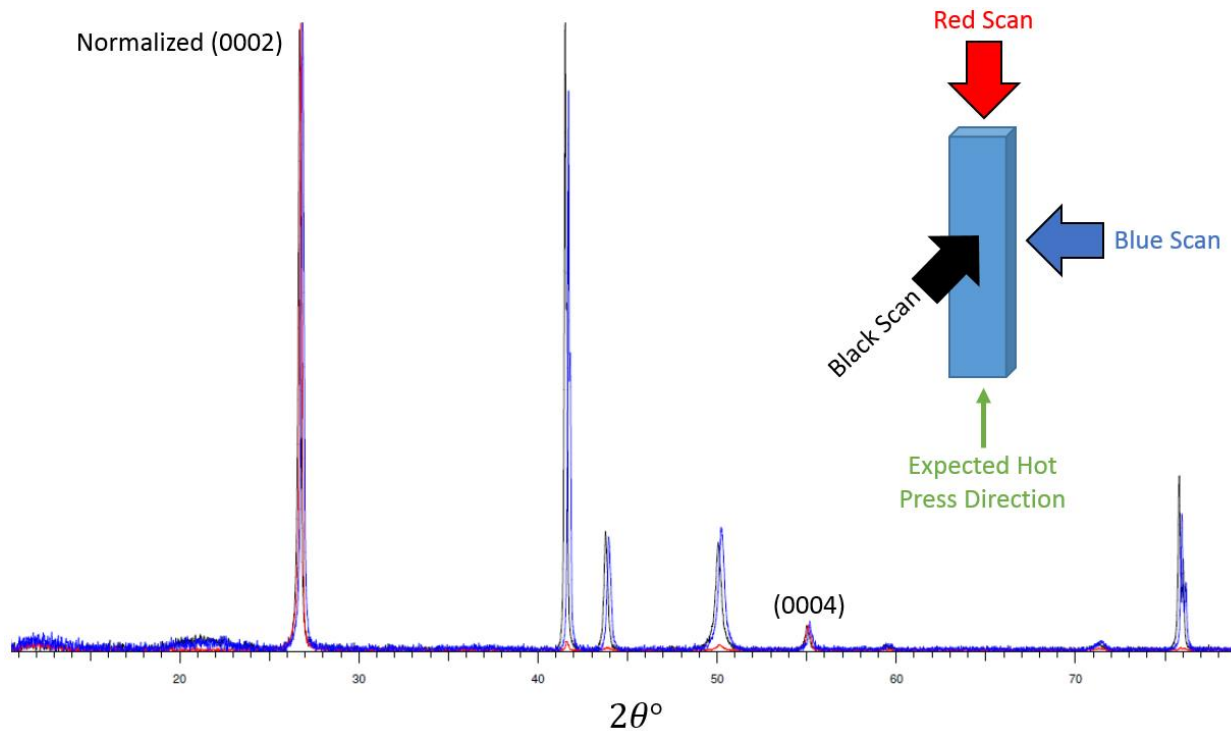 Normalized (0002)
Red Scan
Blue Scan
Black Scan
Expected Hot
Press Direction
(0004)
20
30
40
50
60
70
2θ°